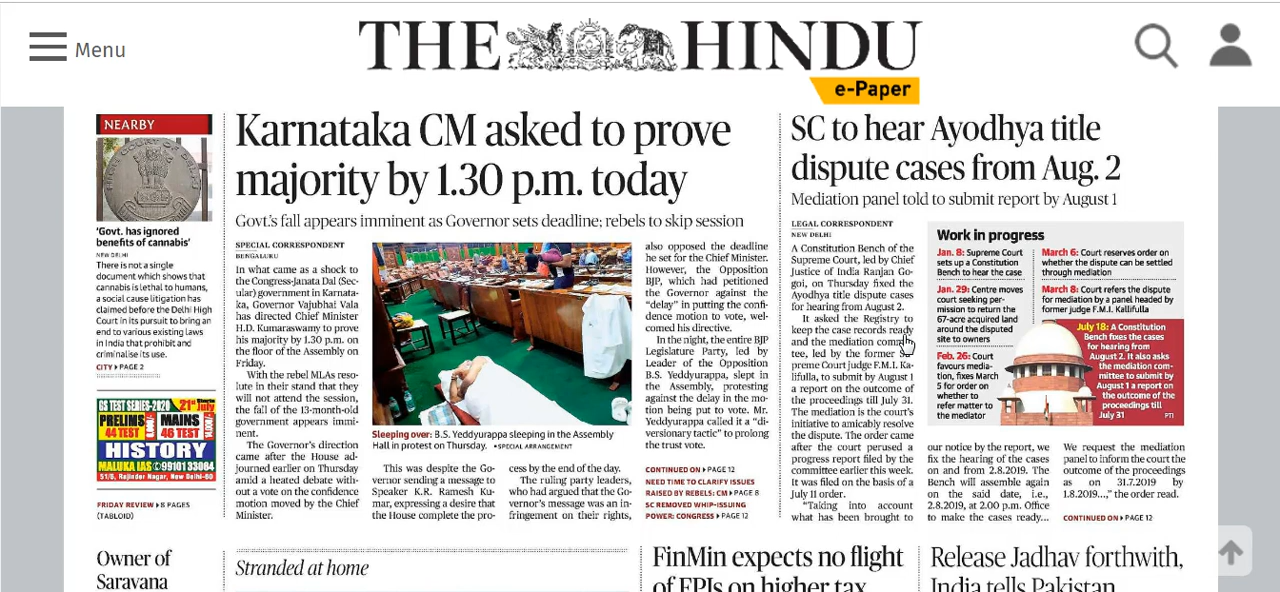 Menu
THE HINDU
e-Paper
NEARBY
'Govt. has ignored
benefits of cannabis'
NEW DELHI
There is not a single
document which shows that
cannabis is lethal to humans,
a social cause litigation has
claimed before the Delhi High
Court in its pursuit to bring an
end to various existing laws
in India that prohibit and
criminalise its use.
CITY PAGE 2
GS TEST SERIES-2020 21st July
PRELIMS MAINS
44 TEST 46 TEST
HISTORY
MALUKA IAS 9910133084
51/6, Rajinder Nagar, New Delhi-60
FRIDAY REVIEW 8 PAGES
(TABLOID)
Karnataka CM asked to prove
majority by 1.30 p.m. today
Govt.'s fall appears imminent as Governor sets deadline; rebels to skip session
SPECIAL CORRESPONDENT
BENGALURU
In what came as a shock to
the Congress-Janata Dal (Sec-
ular) government in Karnata-
ka, Governor Vajubhai Vala
has directed Chief Minister
H.D. Kumaraswamy to prove
his majority by 1.30 p.m. on
the floor of the Assembly on
Friday.
With the rebel MLAs reso-
lute in their stand that they
will not attend the session,
the fall of the 13-month-old
government appears immi-
nent.
The Governor's direction
came after the House ad-
journed earlier on Thursday
amid a heated debate with-
out a vote on the confidence
motion moved by the Chief
Minister.
Sleeping over: B.S. Yeddyurappa sleeping in the Assembly
Hall in protest on Thursday. •SPECIAL ARRANGEMENT
This was despite the Go-
vernor sending a message to
Speaker K.R. Ramesh Ku-
mar, expressing a desire that
the House complete the pro-
cess by the end of the day.
The ruling party leaders,
who had argued that the Go-
vernor's message was an in-
fringement on their rights,
also opposed the deadline
he set for the Chief Minister.
However, the Opposition
BJP, which had petitioned
the Governor against the
"delay" in putting the confi-
dence motion to vote, wel-
comed his directive.
In the night, the entire BJP
Legislature Party, led by
Leader of the Opposition
B.S. Yeddyurappa, slept in
the Assembly, protesting
against the delay in the mo-
tion being put to vote. Mr.
Yeddyurappa called it a "di-
versionary tactic" to prolong
the trust vote.
CONTINUED ON PAGE 12
NEED TIME TO CLARIFY ISSUES
RAISED BY REBELS: CM PAGE 8
SC REMOVED WHIP-ISSUING
POWER: CONGRESS PAGE 12
SC to hear Ayodhya title
dispute cases from Aug. 2
Mediation panel told to submit report by August 1
LEGAL CORRESPONDENT
NEW DELHI
A Constitution Bench of the
Supreme Court, led by Chief
Justice of India Ranjan Go-
goi, on Thursday fixed the
Ayodhya title dispute cases
for hearing from August 2.
It asked the Registry to
keep the case records ready
and the mediation commit-
tee, led by the former Su-
preme Court judge F.M.I. Ka-
lifulla, to submit by August 1
a report on the outcome of
the proceedings till July 31.
The mediation is the court's
initiative to amicably resolve
the dispute. The order came
after the court perused a
progress report filed by the
committee earlier this week.
It was filed on the basis of a
July 11 order.
"Taking into account
what has been brought to
Work in progress
Jan. 8: Supreme Court
sets up a Constitution
Bench to hear the case
Jan. 29: Centre moves
court seeking per-
mission to return the
67-acre acquired land
around the disputed
site to owners
Feb. 26: Court
favours media-
tion, fixes March
5 for order on
whether to
refer matter to
the mediator
March 6: Court reserves order on
whether the dispute can be settled
through mediation
March 8: Court refers the dispute
for mediation by a panel headed by
former judge F.M.I. Kallifulla
July 18: A Constitution
Bench fixes the cases
for hearing from
August 2. It also asks
the mediation com-
mittee to submit by
August 1 a report on
the outcome of the
proceedings till
July 31 PTI
our notice by the report, we
fix the hearing of the cases
on and from 2.8.2019. The
Bench will assemble again
on the said date, i.e.,
2.8.2019, at 2.00 p.m. Office
to make the cases ready...
We request the mediation
panel to inform the court the
outcome of the proceedings
as on 31.7.2019 by
1.8.2019...," the order read.
CONTINUED ON PAGE 12
Owner of
Saravana
Stranded at home
FinMin expects no flight
of FPIs on higher tax
Release Jadhav forthwith,
India tells Pakistan